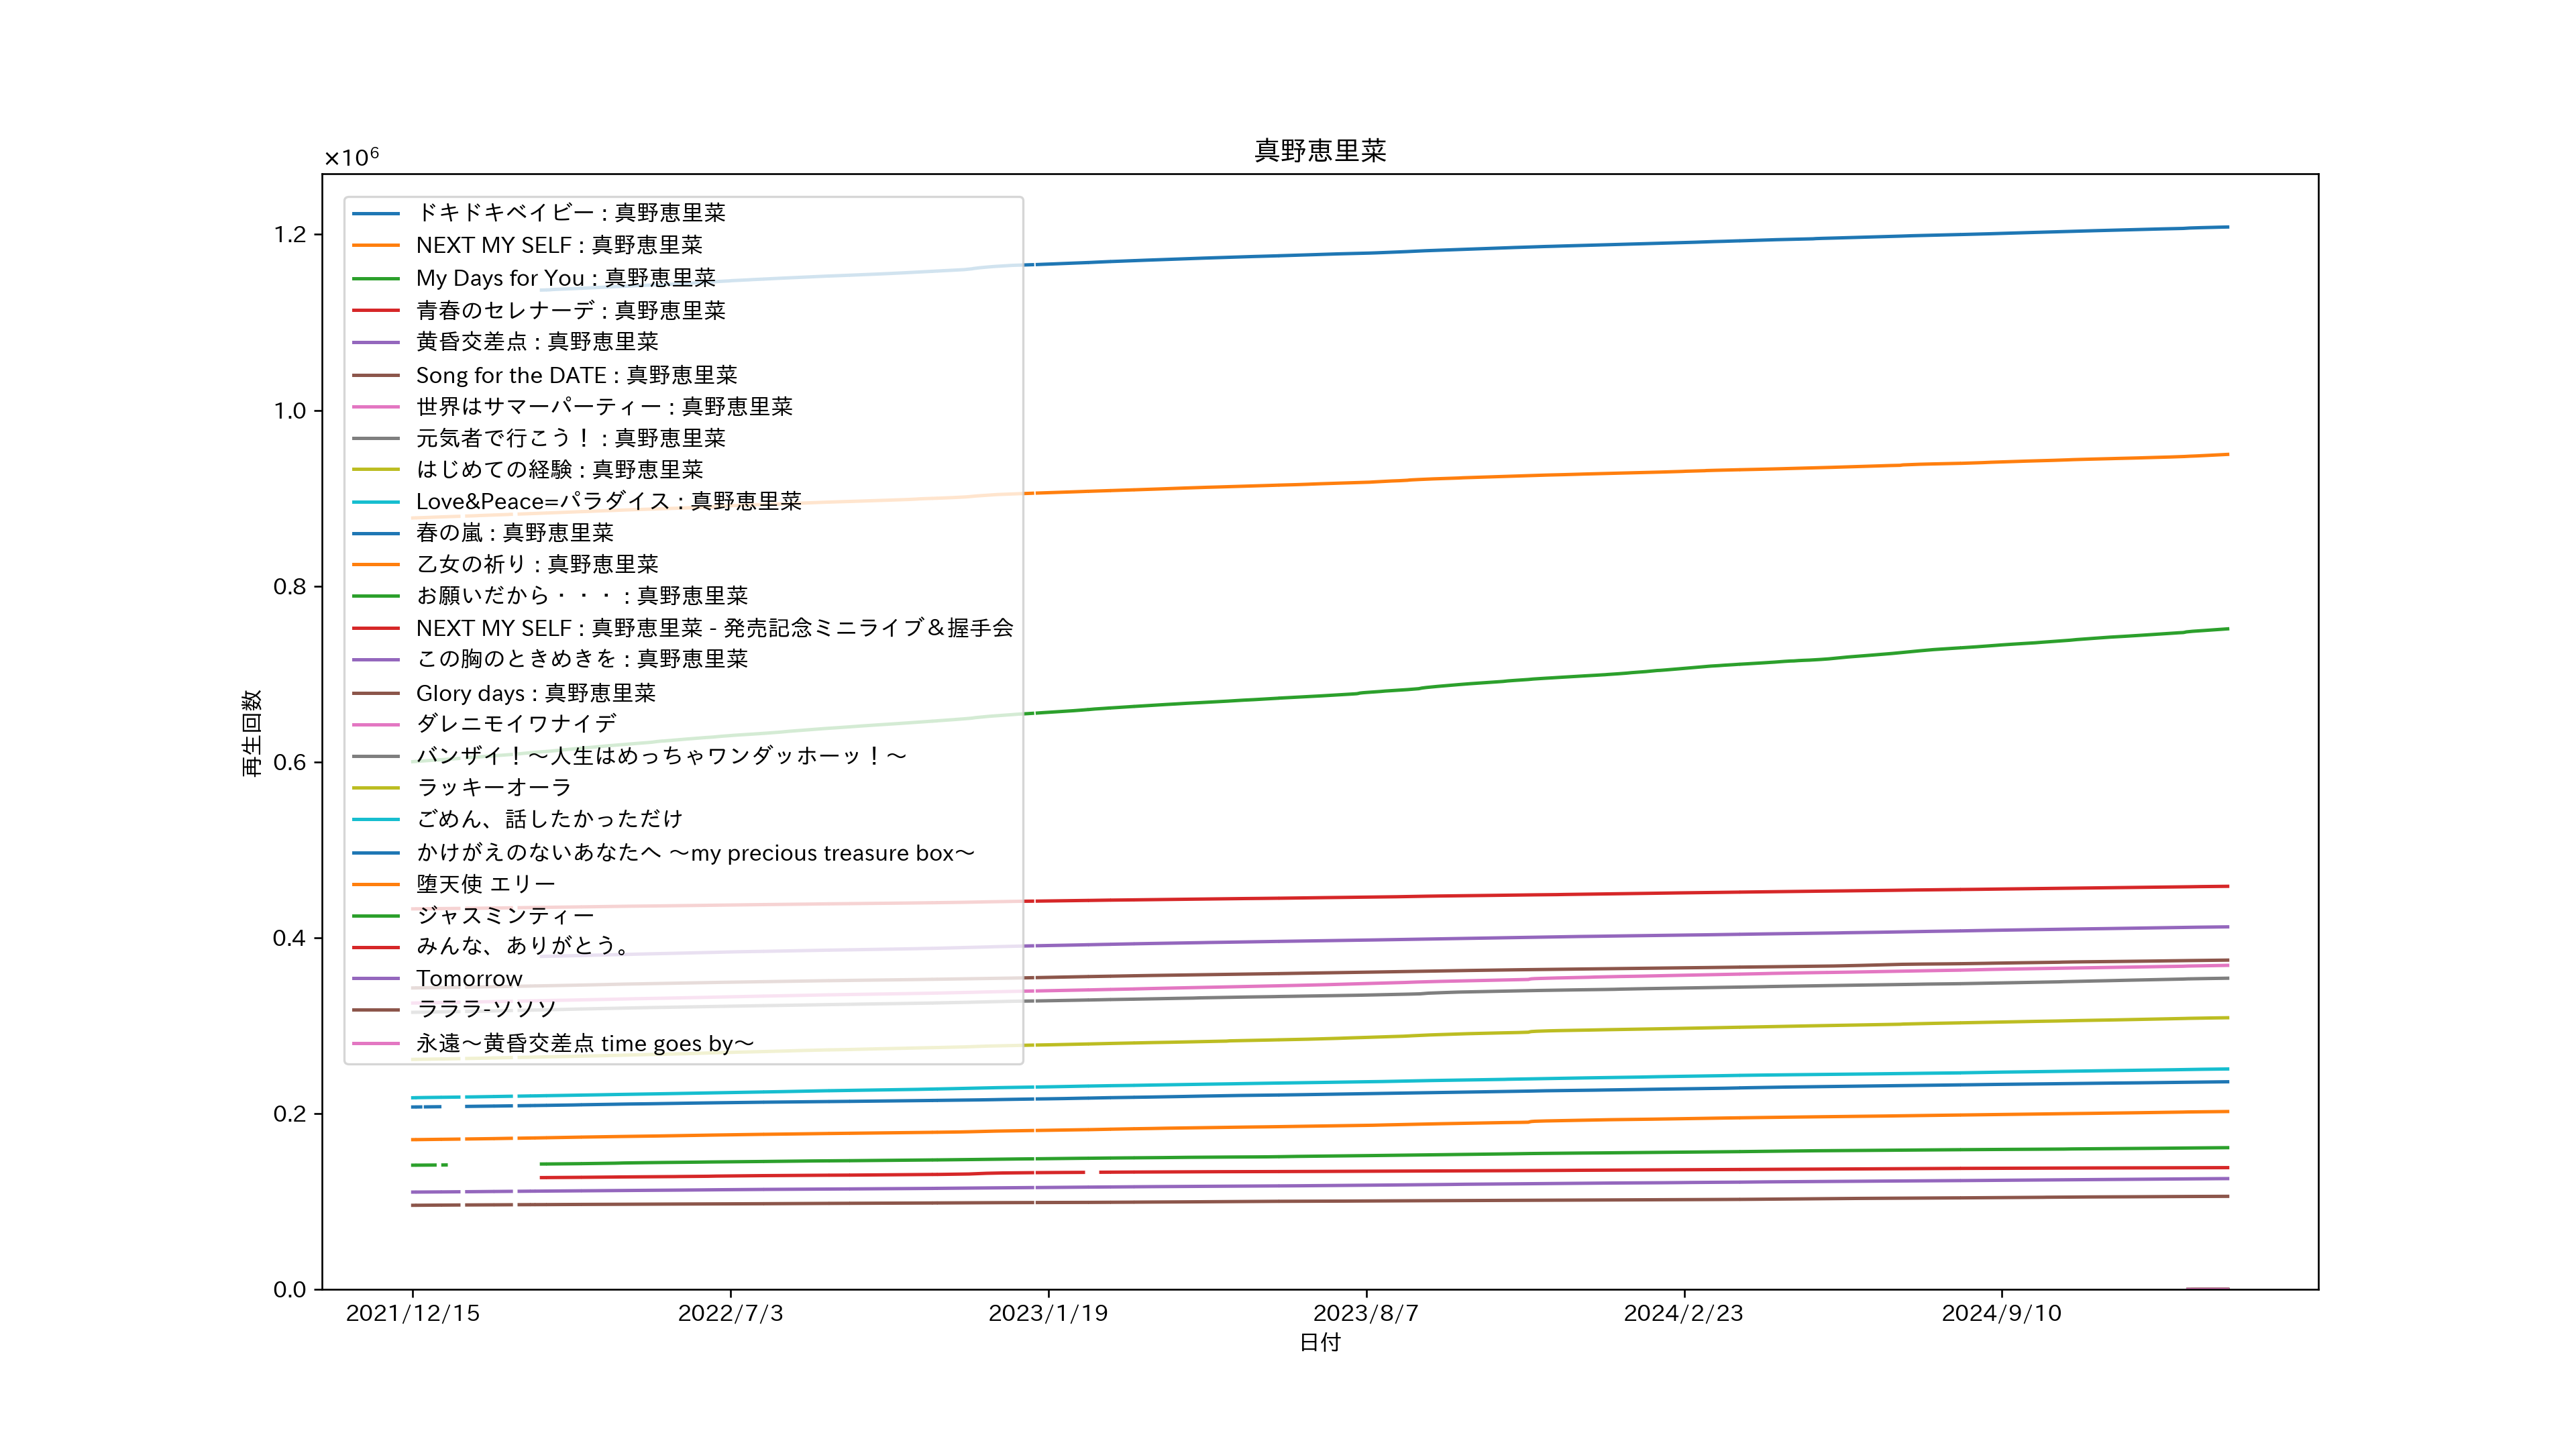 真野恵里菜
×10⁶
1.2
1.0
0.8
0.6
0.4
0.2
0.0
再生回数
ドキドキベイビー : 真野恵里菜
NEXT MY SELF : 真野恵里菜
My Days for You : 真野恵里菜
青春のセレナーデ : 真野恵里菜
黄昏交差点 : 真野恵里菜
Song for the DATE : 真野恵里菜
世界はサマーパーティー : 真野恵里菜
元気者で行こう！ : 真野恵里菜
はじめての経験 : 真野恵里菜
Love&Peace=パラダイス : 真野恵里菜
春の嵐 : 真野恵里菜
乙女の祈り : 真野恵里菜
お願いだから・・・ : 真野恵里菜
NEXT MY SELF : 真野恵里菜 - 発売記念ミニライブ＆握手会
この胸のときめきを : 真野恵里菜
Glory days : 真野恵里菜
ダレニモイワナイデ
バンザイ！～人生はめっちゃワンダッホーッ！～
ラッキーオーラ
ごめん、話したかっただけ
かけがえのないあなたへ ～my precious treasure box～
堕天使 エリー
ジャスミンティー
みんな、ありがとう。
Tomorrow
ラララ-ソソソ
永遠～黄昏交差点 time goes by～
2021/12/15
2022/7/3
2023/1/19
2023/8/7
2024/2/23
2024/9/10
日付